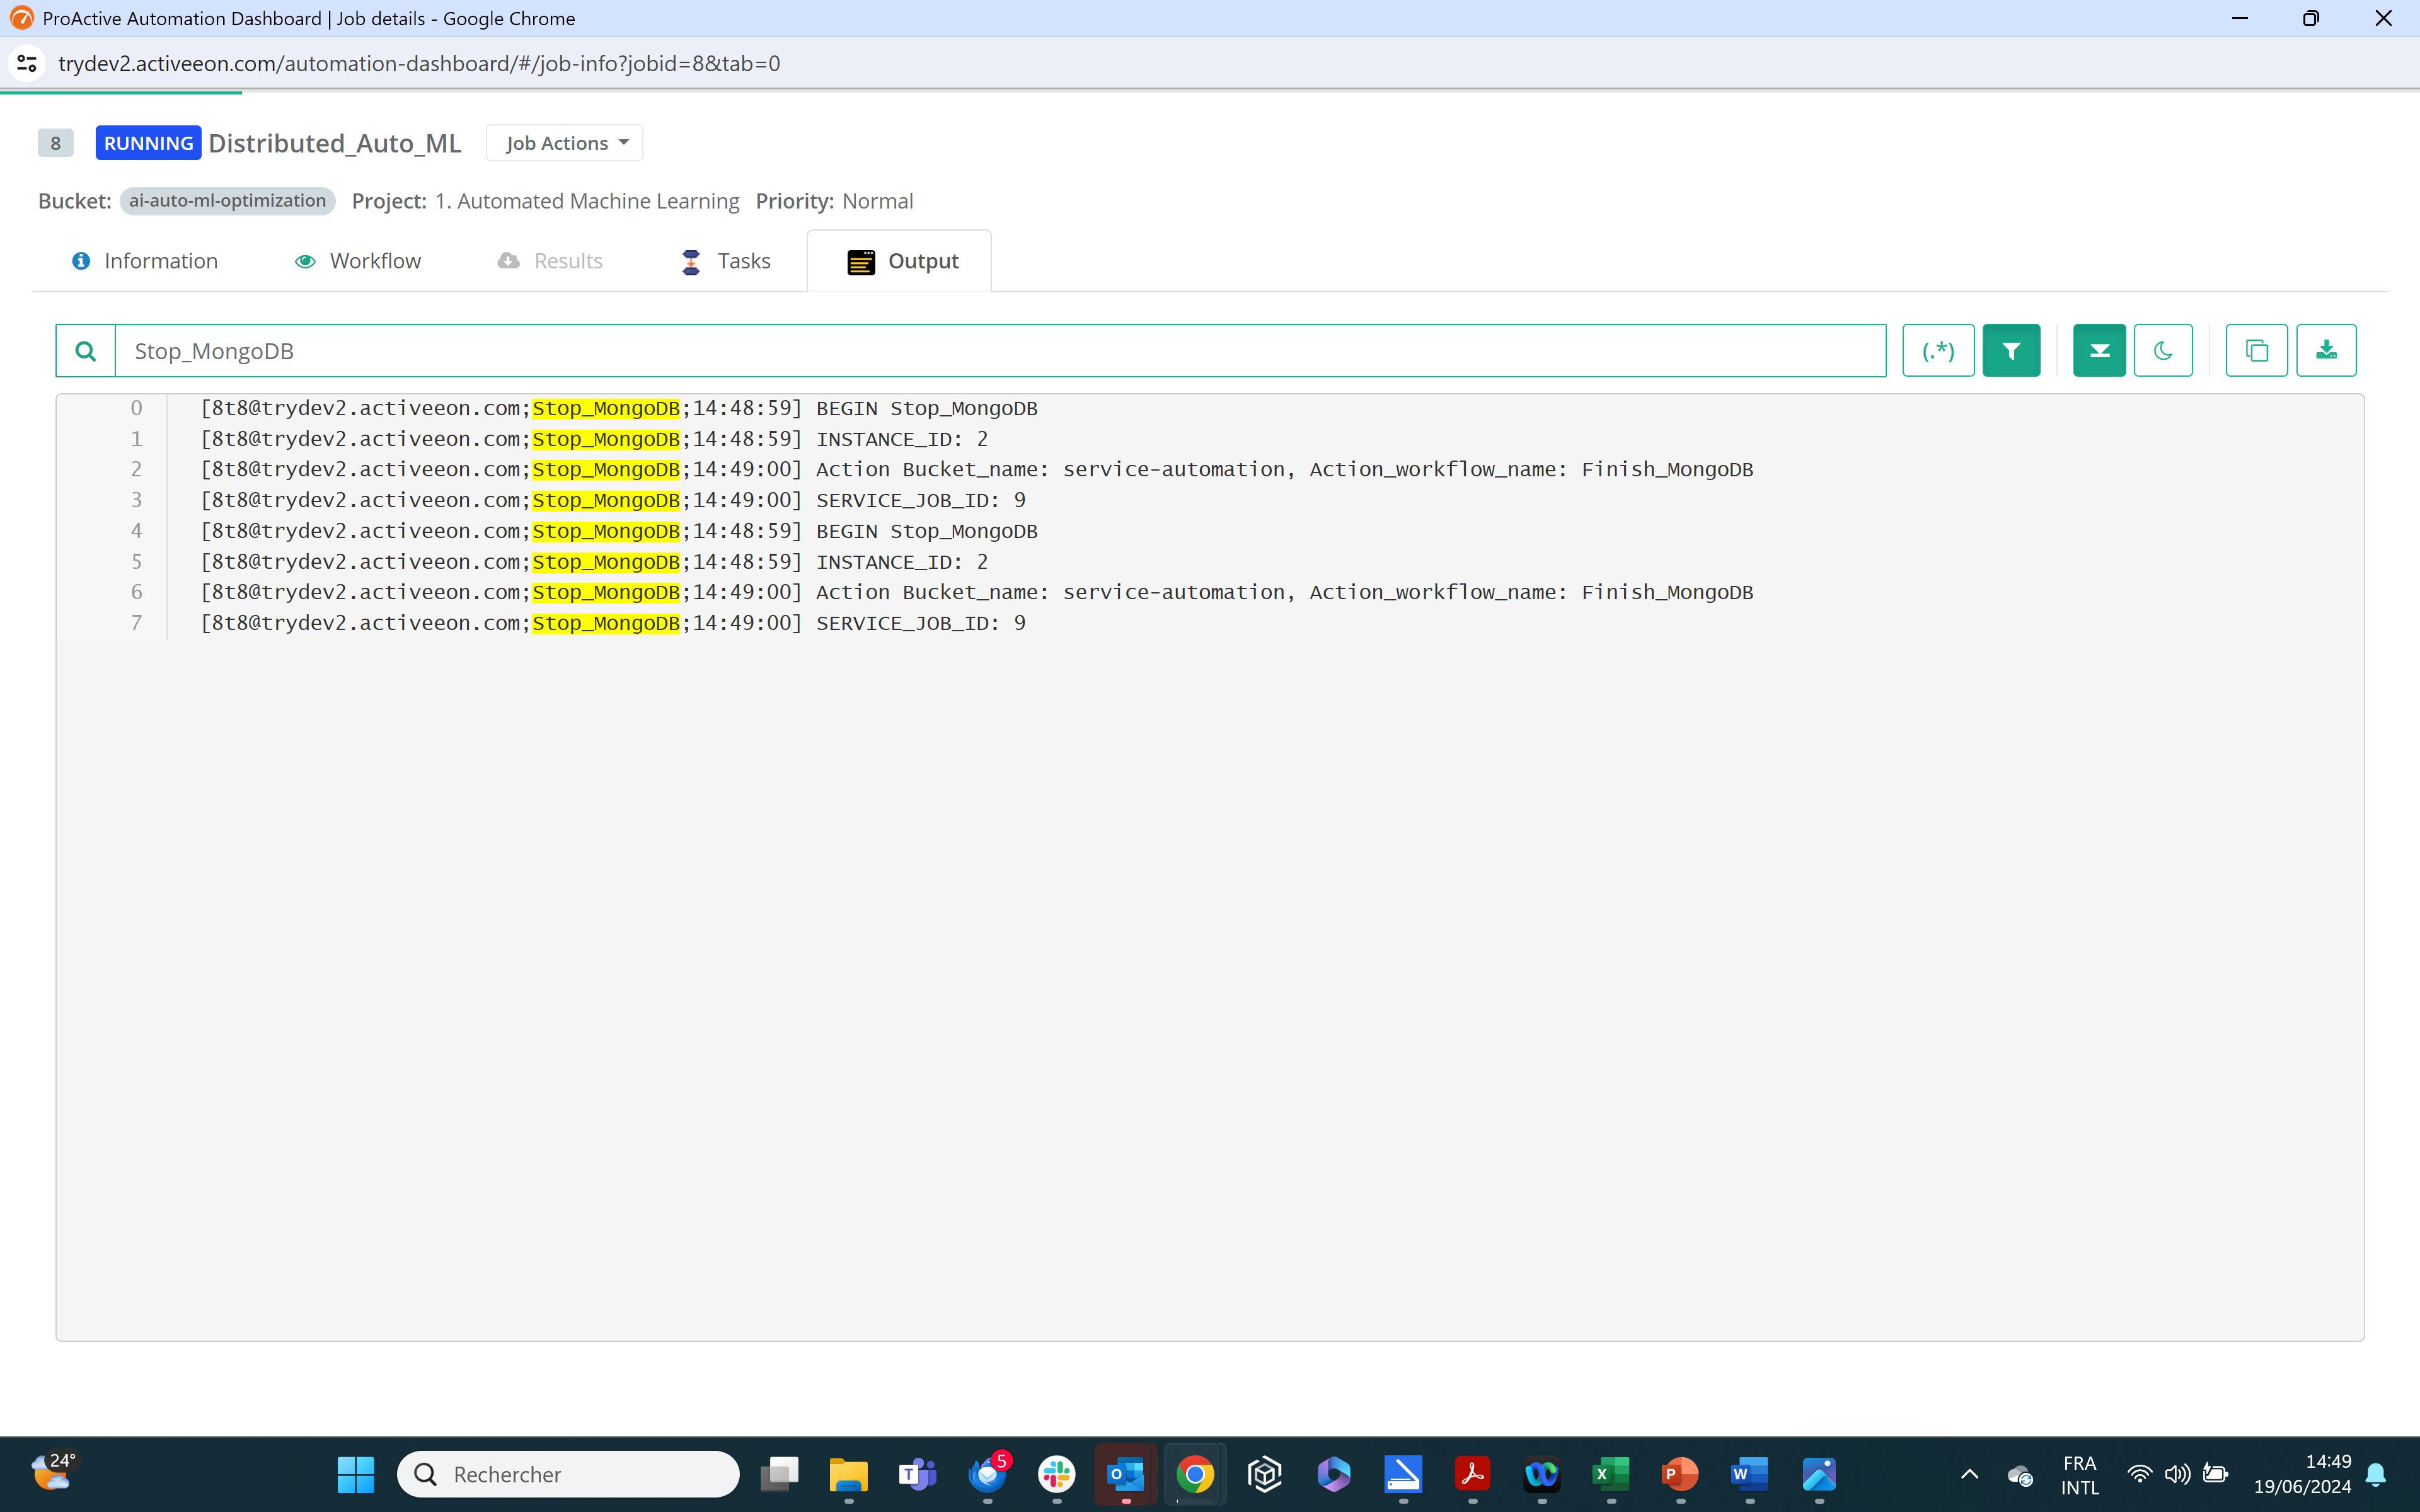 ProActive Automation Dashboard | Job details - Google Chrome
trydev2.activeeon.com/automation-dashboard/#/job-info?jobid=8&tab=0
8 RUNNING Distributed_Auto_ML Job Actions
Bucket: ai-auto-ml-optimization Project: 1. Automated Machine Learning Priority: Normal
Information Workflow Results Tasks Output
Stop_MongoDB (.*)
0 [8t8@trydev2.activeeon.com;Stop_MongoDB;14:48:59] BEGIN Stop_MongoDB
1 [8t8@trydev2.activeeon.com;Stop_MongoDB;14:48:59] INSTANCE_ID: 2
2 [8t8@trydev2.activeeon.com;Stop_MongoDB;14:49:00] Action Bucket_name: service-automation, Action_workflow_name: Finish_MongoDB
3 [8t8@trydev2.activeeon.com;Stop_MongoDB;14:49:00] SERVICE_JOB_ID: 9
4 [8t8@trydev2.activeeon.com;Stop_MongoDB;14:48:59] BEGIN Stop_MongoDB
5 [8t8@trydev2.activeeon.com;Stop_MongoDB;14:48:59] INSTANCE_ID: 2
6 [8t8@trydev2.activeeon.com;Stop_MongoDB;14:49:00] Action Bucket_name: service-automation, Action_workflow_name: Finish_MongoDB
7 [8t8@trydev2.activeeon.com;Stop_MongoDB;14:49:00] SERVICE_JOB_ID: 9
24° Rechercher 5 FRA 14:49
INTL 19/06/2024